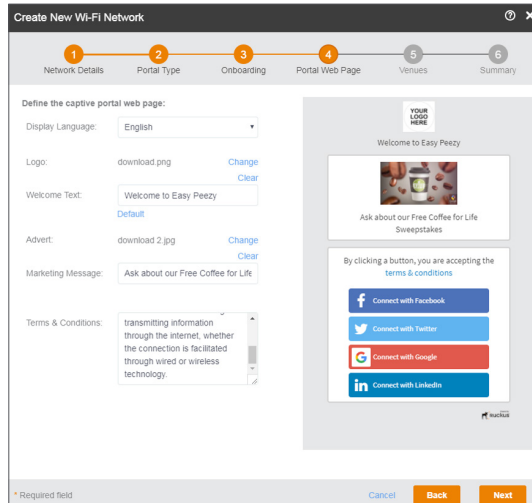 Create New Wi-Fi Network
1 2 3 4 5 6
Network Details Portal Type Onboarding Portal Web Page Venues Summary
Define the captive portal web page:
Display Language: English
Logo: download.png Change
Clear
Welcome Text: Welcome to Easy Peezy
Default
Advert: download 2.jpg Change
Clear
Marketing Message: Ask about our Free Coffee for Life
Terms & Conditions:
transmitting information
through the internet, whether
the connection is facilitated
through wired or wireless
technology.
YOUR
LOGO
HERE
Welcome to Easy Peezy
Ask about our Free Coffee for Life
Sweepstakes
By clicking a button, you are accepting the
terms & conditions
f Connect with Facebook
Connect with Twitter
G Connect with Google
in Connect with LinkedIn
Ruckus
* Required field
Cancel Back Next